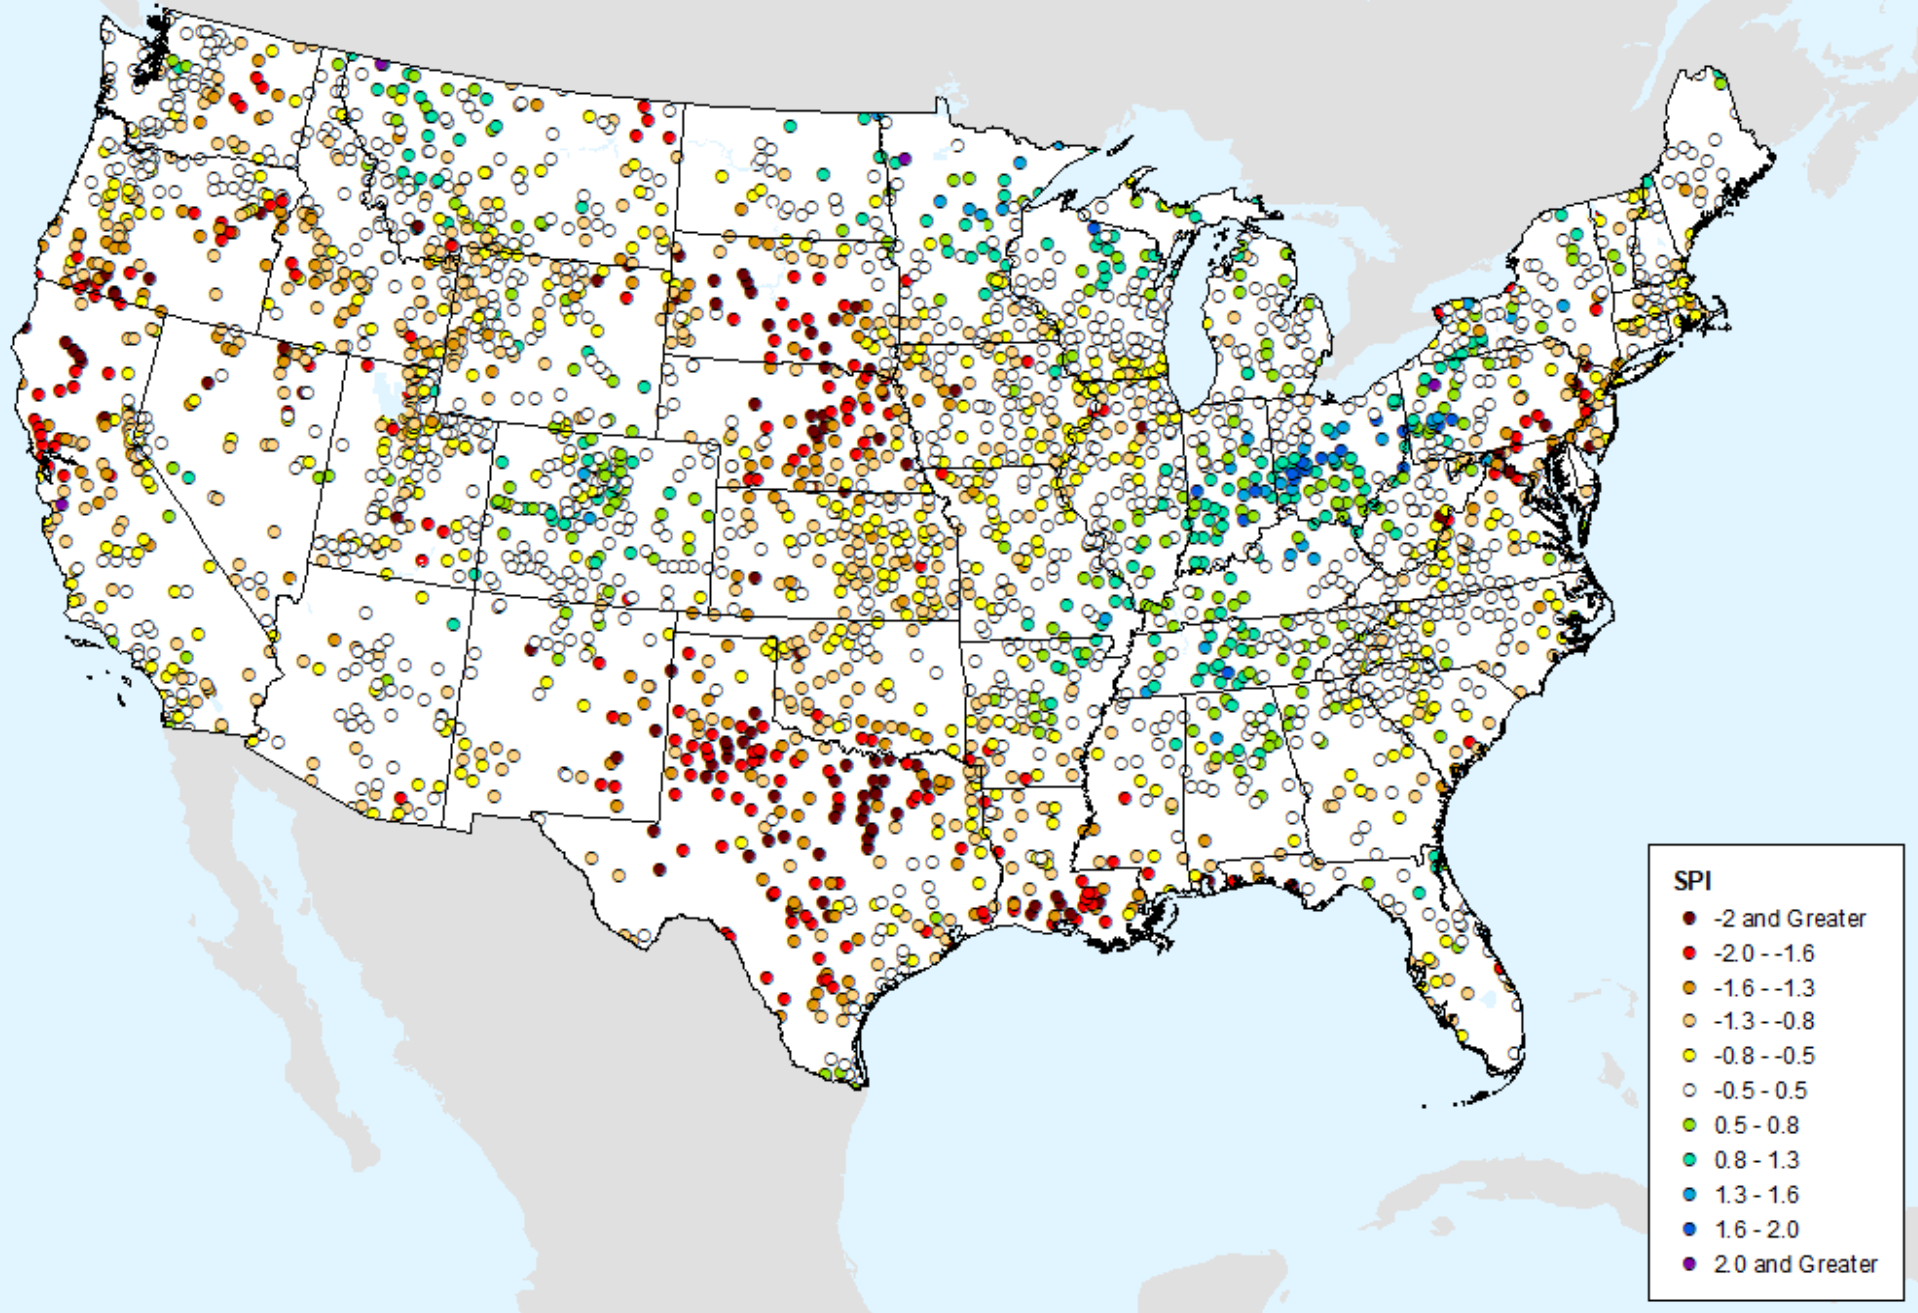 SPI
-2 and Greater
-2.0 - -1.6
-1.6 - -1.3
-1.3 - -0.8
-0.8 - -0.5
-0.5 - 0.5
0.5 - 0.8
0.8 - 1.3
1.3 - 1.6
1.6 - 2.0
2.0 and Greater